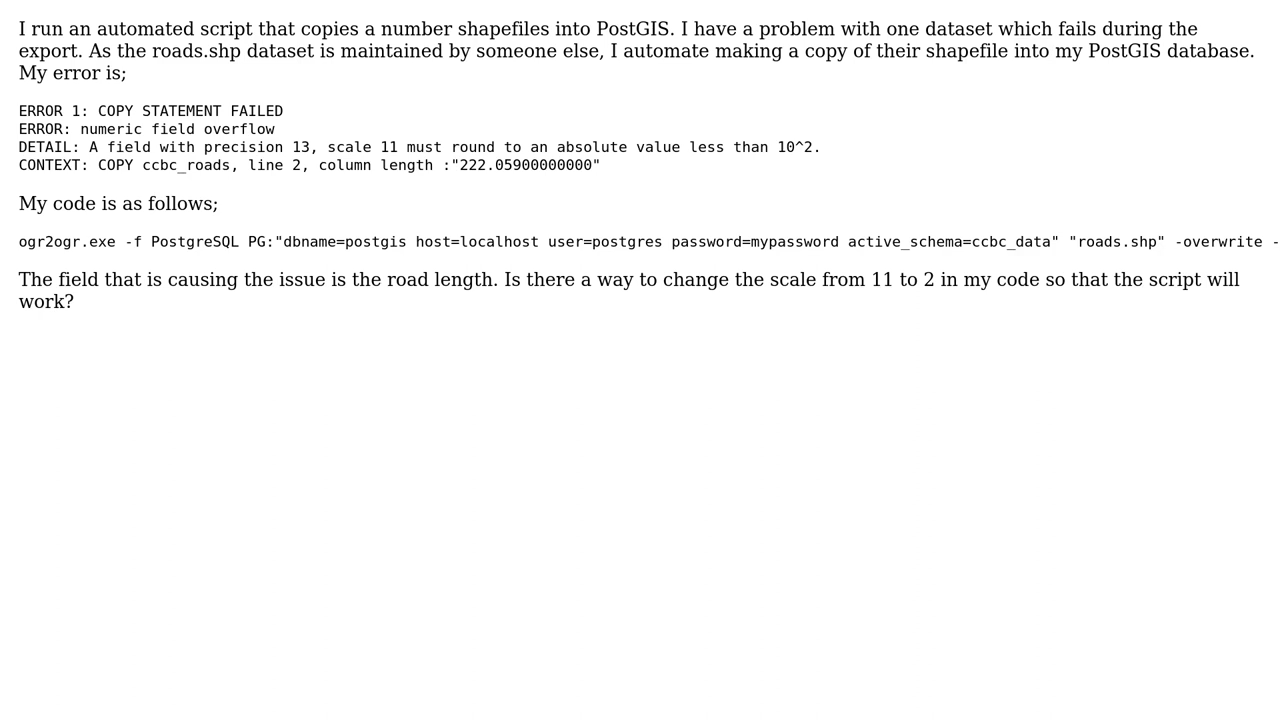 I run an automated script that copies a number shapefiles into PostGIS. I have a problem with one dataset which fails during the
export. As the roads.shp dataset is maintained by someone else, I automate making a copy of their shapefile into my PostGIS database.
My error is;
ERROR 1: COPY STATEMENT FAILED
ERROR: numeric field overflow
DETAIL: A field with precision 13, scale 11 must round to an absolute value less than 10^2.
CONTEXT: COPY ccbc_roads, line 2, column length :"222.05900000000"
My code is as follows;
ogr2ogr.exe -f PostgreSQL PG:"dbname=postgis host=localhost user=postgres password=mypassword active_schema=ccbc_data" "roads.shp" -overwrite -
The field that is causing the issue is the road length. Is there a way to change the scale from 11 to 2 in my code so that the script will
work?